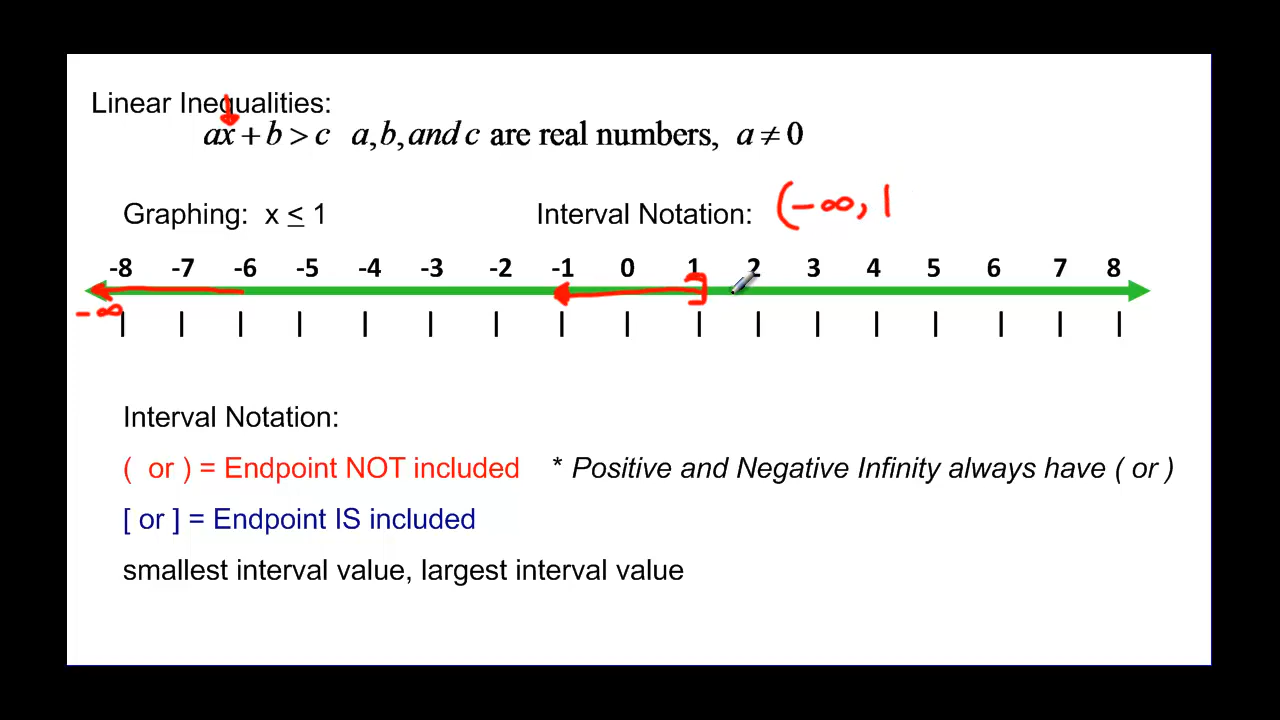 Linear Inequalities:
ax + b > c a, b, and c are real numbers, a ≠ 0
Graphing: x ≤ 1 Interval Notation: (-∞, 1
-8 -7 -6 -5 -4 -3 -2 -1 0 1 2 3 4 5 6 7 8
]
-∞
Interval Notation:
( or ) = Endpoint NOT included * Positive and Negative Infinity always have ( or )
[ or ] = Endpoint IS included
smallest interval value, largest interval value